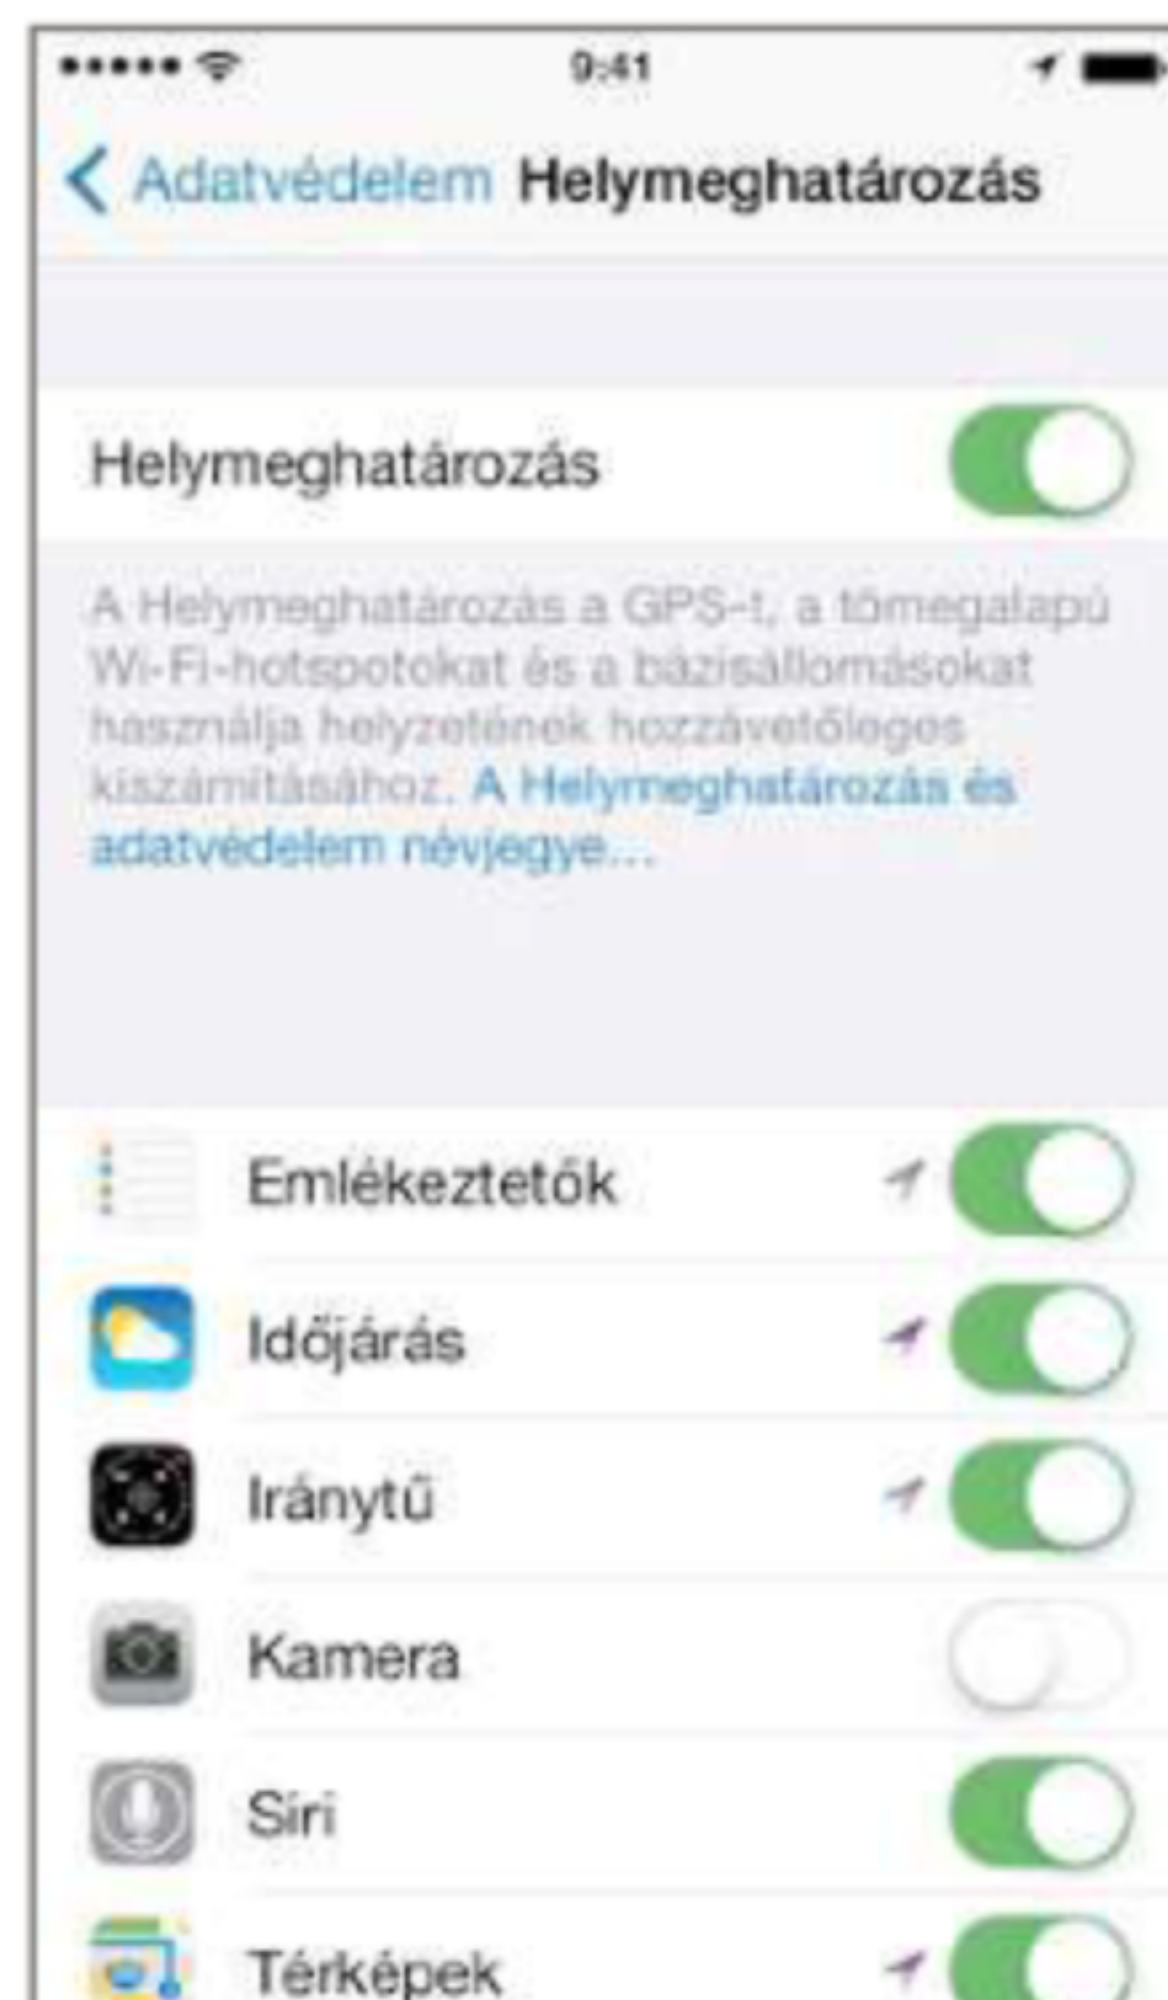 9:41
Adatvédelem Helymeghatározás
Helymeghatározás
A Helymeghatározás a GPS-t, a tömegalapú
Wi-Fi-hotspotokat és a bázisállomásokat
használja helyzetének hozzávetőleges
kiszámításához. A Helymeghatározás és
adatvédelem névjegye...
Emlékeztetők
Időjárás
Iránytű
Kamera
Siri
Térképek